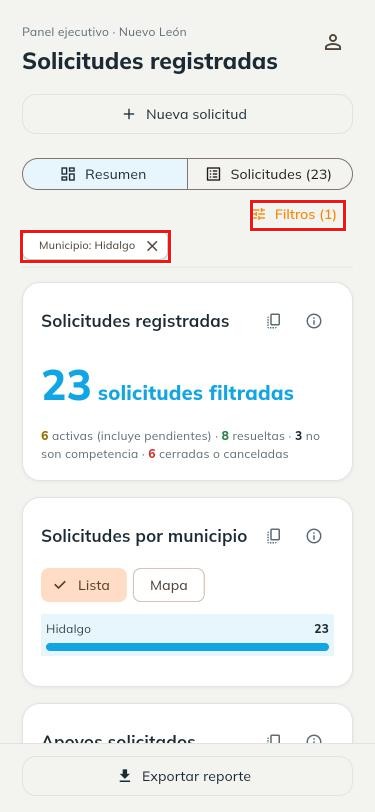 Panel ejecutivo · Nuevo León
Solicitudes registradas
Nueva solicitud
Resumen
Solicitudes (23)
Filtros (1)
Municipio: Hidalgo
Solicitudes registradas
23 solicitudes filtradas
6 activas (incluye pendientes) · 8 resueltas · 3 no
son competencia · 6 cerradas o canceladas
Solicitudes por municipio
Lista
Mapa
Hidalgo 23
Apoyos solicitados
Exportar reporte